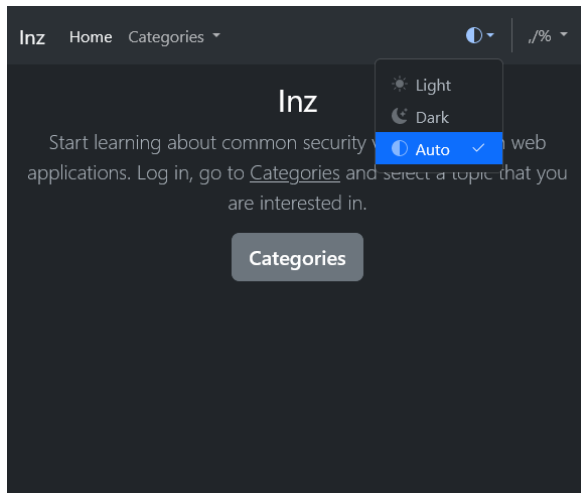 Inz Home Categories ,/%
Light
Dark
Auto
Inz
Start learning about common security web
applications. Log in, go to Categories and select a topic that you
are interested in.
Categories